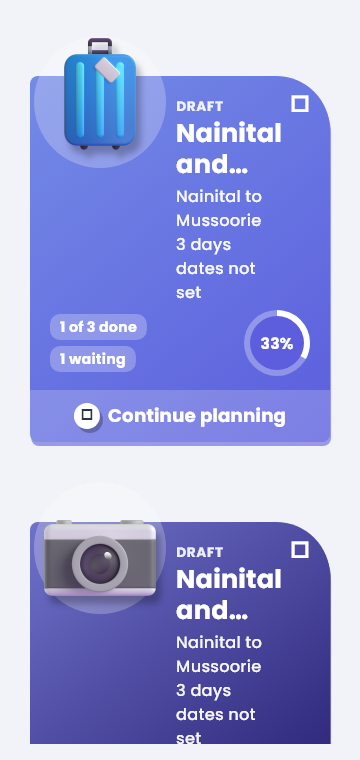 DRAFT
Nainital
and...
Nainital to
Mussoorie
3 days
dates not
set
1 of 3 done
1 waiting
33%
Continue planning
DRAFT
Nainital
and...
Nainital to
Mussoorie
3 days
dates not
set